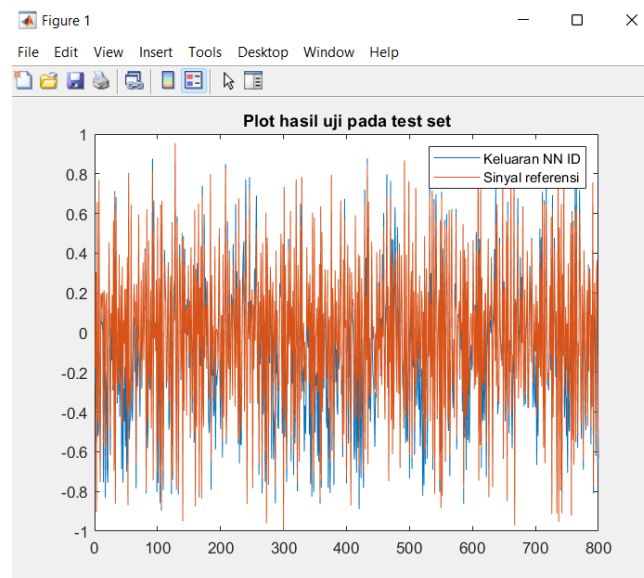 Figure 1
File Edit View Insert Tools Desktop Window Help
Plot hasil uji pada test set
Keluaran NN ID
Sinyal referensi
1
0.8
0.6
0.4
0.2
0
-0.2
-0.4
-0.6
-0.8
-1
0 100 200 300 400 500 600 700 800